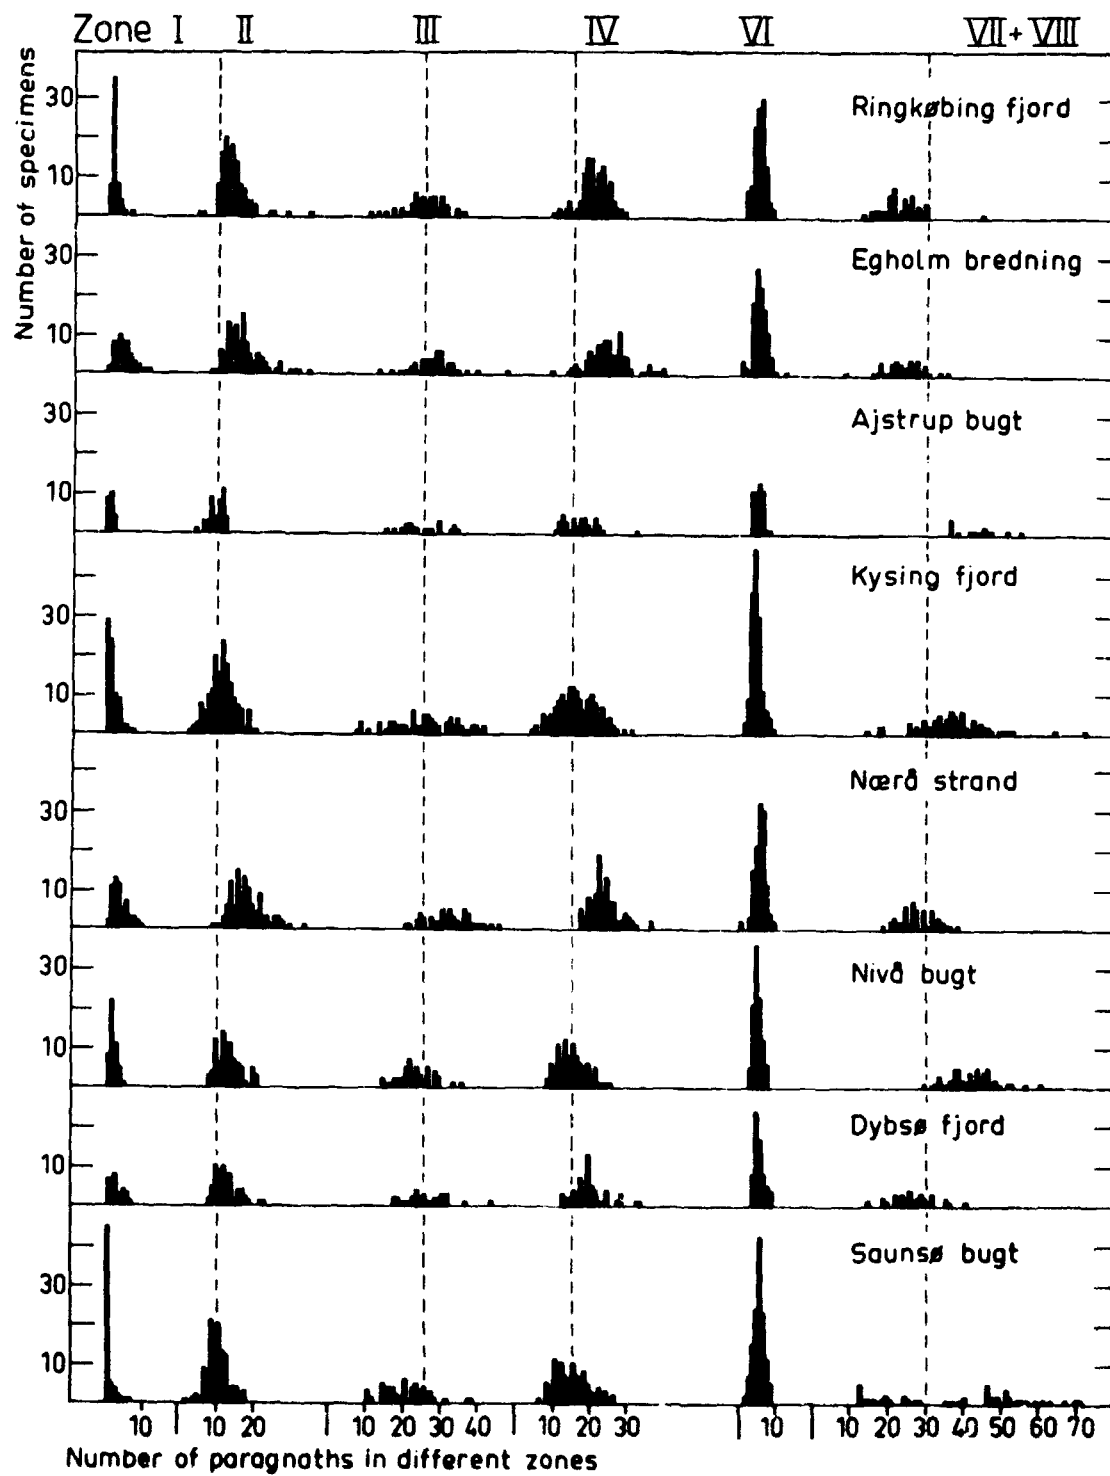 Zone I II III IV VI VII + VIII
Number of specimens
30
10
Ringkøbing fjord
30
10
Egholm bredning
30
10
Ajstrup bugt
30
10
Kysing fjord
30
10
Nærå strand
30
10
Nivå bugt
10
Dybsø fjord
30
10
Saunsø bugt
10 10 20 10 20 30 40 10 20 30 10 10 20 30 40 50 60 70
Number of paragnaths in different zones